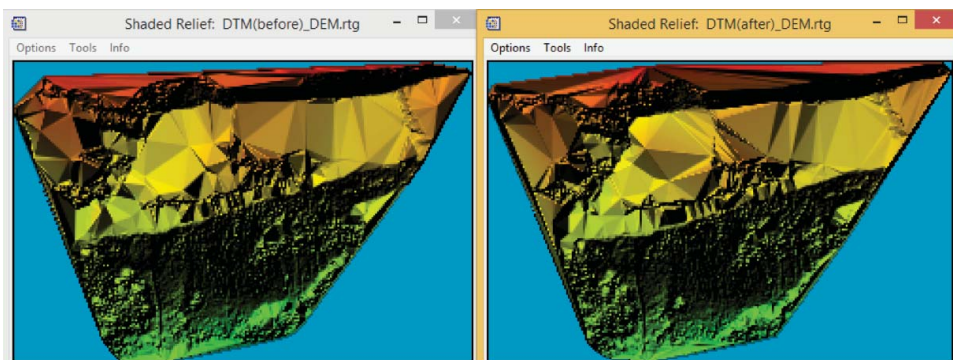 Shaded Relief: DTM(before)_DEM.rtg
Options Tools Info
Shaded Relief: DTM(after)_DEM.rtg
Options Tools Info